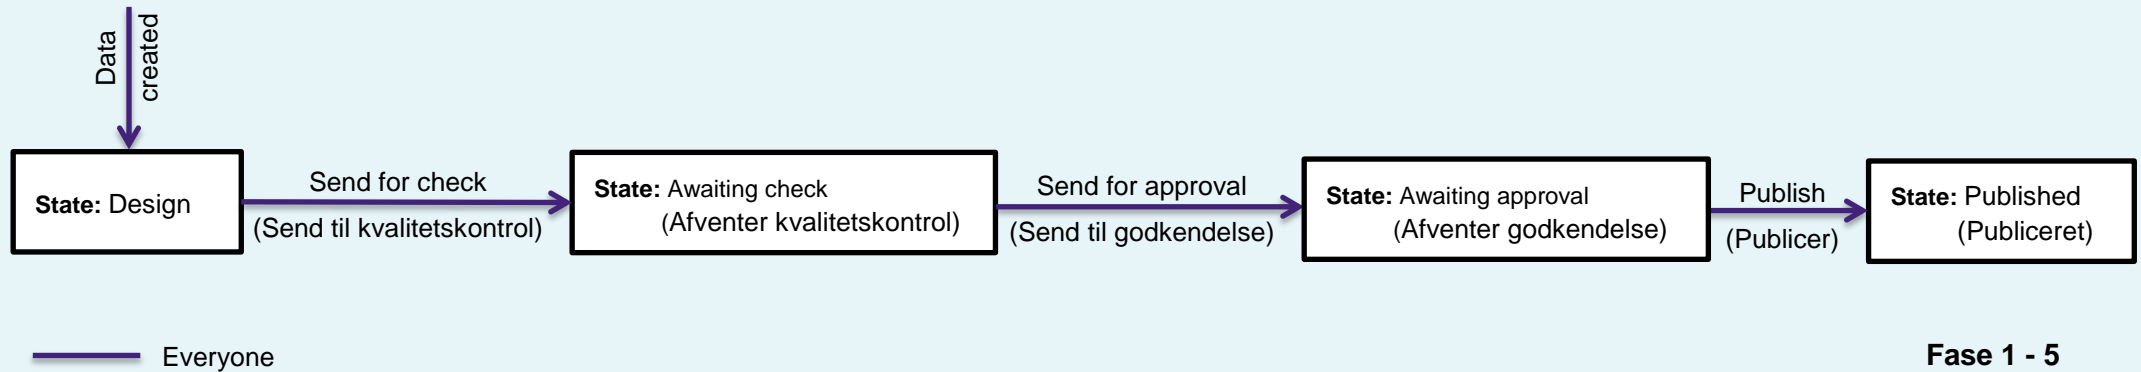 Data
created
State: Design
Send for check
(Send til kvalitetskontrol)
State: Awaiting check
(Afventer kvalitetskontrol)
Send for approval
(Send til godkendelse)
State: Awaiting approval
(Afventer godkendelse)
Publish
(Publicer)
State: Published
(Publiceret)
Everyone
Fase 1 - 5